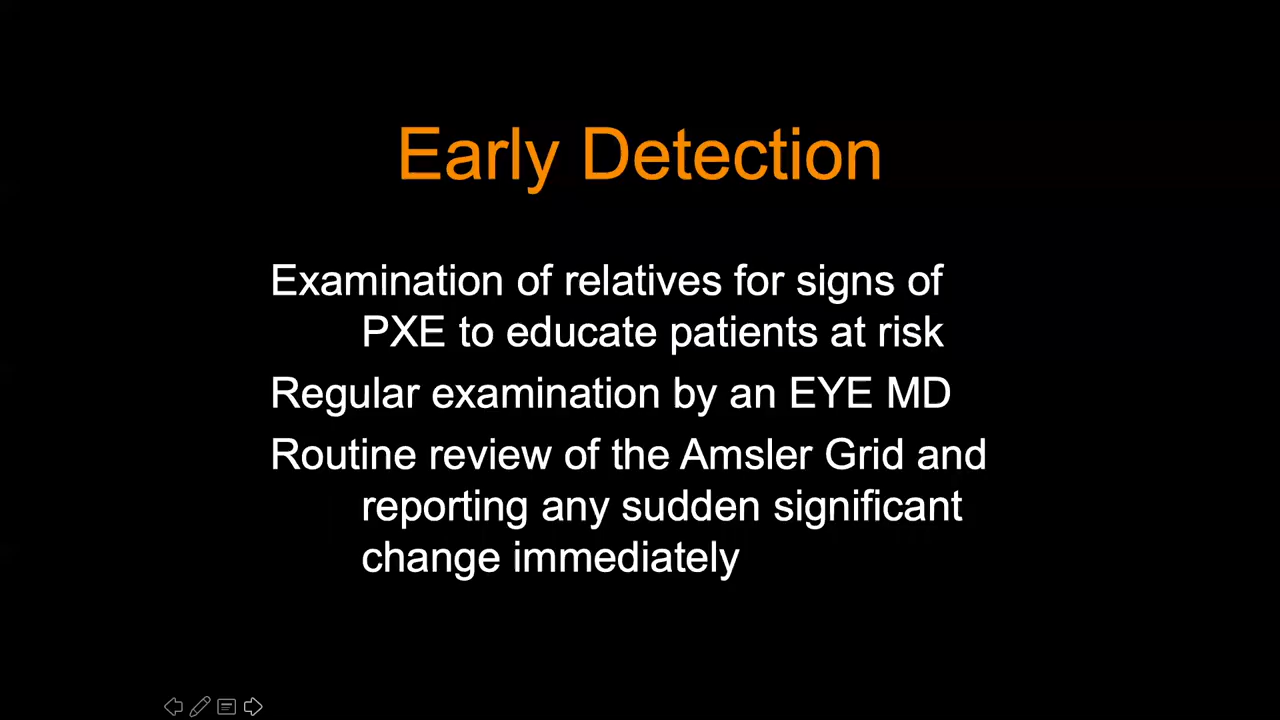 Early Detection
Examination of relatives for signs of
PXE to educate patients at risk
Regular examination by an EYE MD
Routine review of the Amsler Grid and
reporting any sudden significant
change immediately